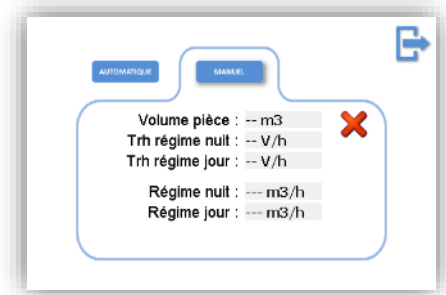 AUTOMATIQUE MANUEL
Volume pièce : -- m3
Trh régime nuit : -- V/h
Trh régime jour : -- V/h
Régime nuit : --- m3/h
Régime jour : --- m3/h